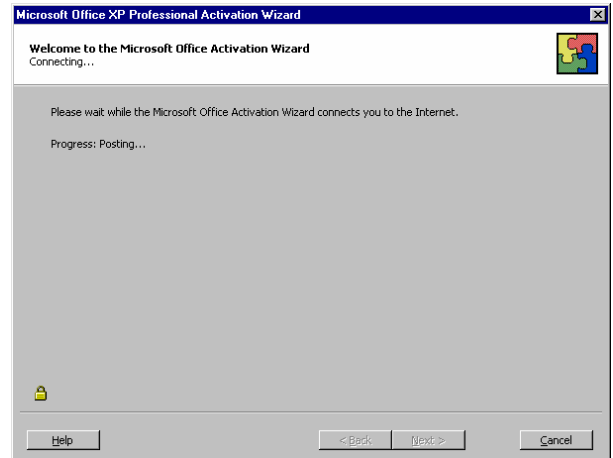 Microsoft Office XP Professional Activation Wizard
Welcome to the Microsoft Office Activation Wizard
Connecting...
Please wait while the Microsoft Office Activation Wizard connects you to the Internet.
Progress: Posting...
Help
< Back
Next >
Cancel